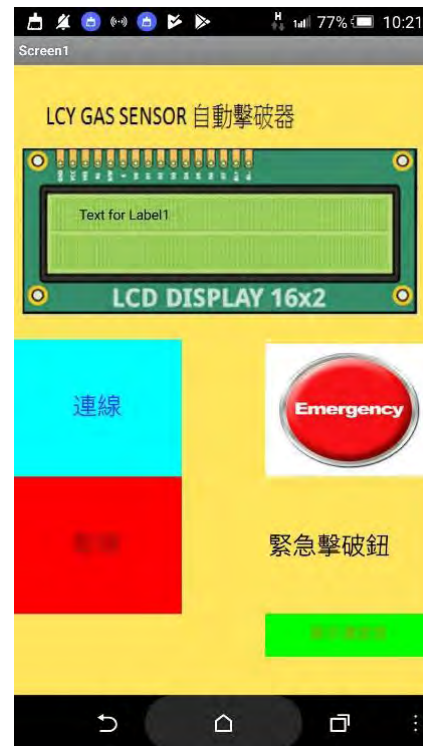 H 77% 10:21
Screen1
LCY GAS SENSOR 自動擊破器
Text for Label1
LCD DISPLAY 16x2
連線
Emergency
緊急擊破鈕